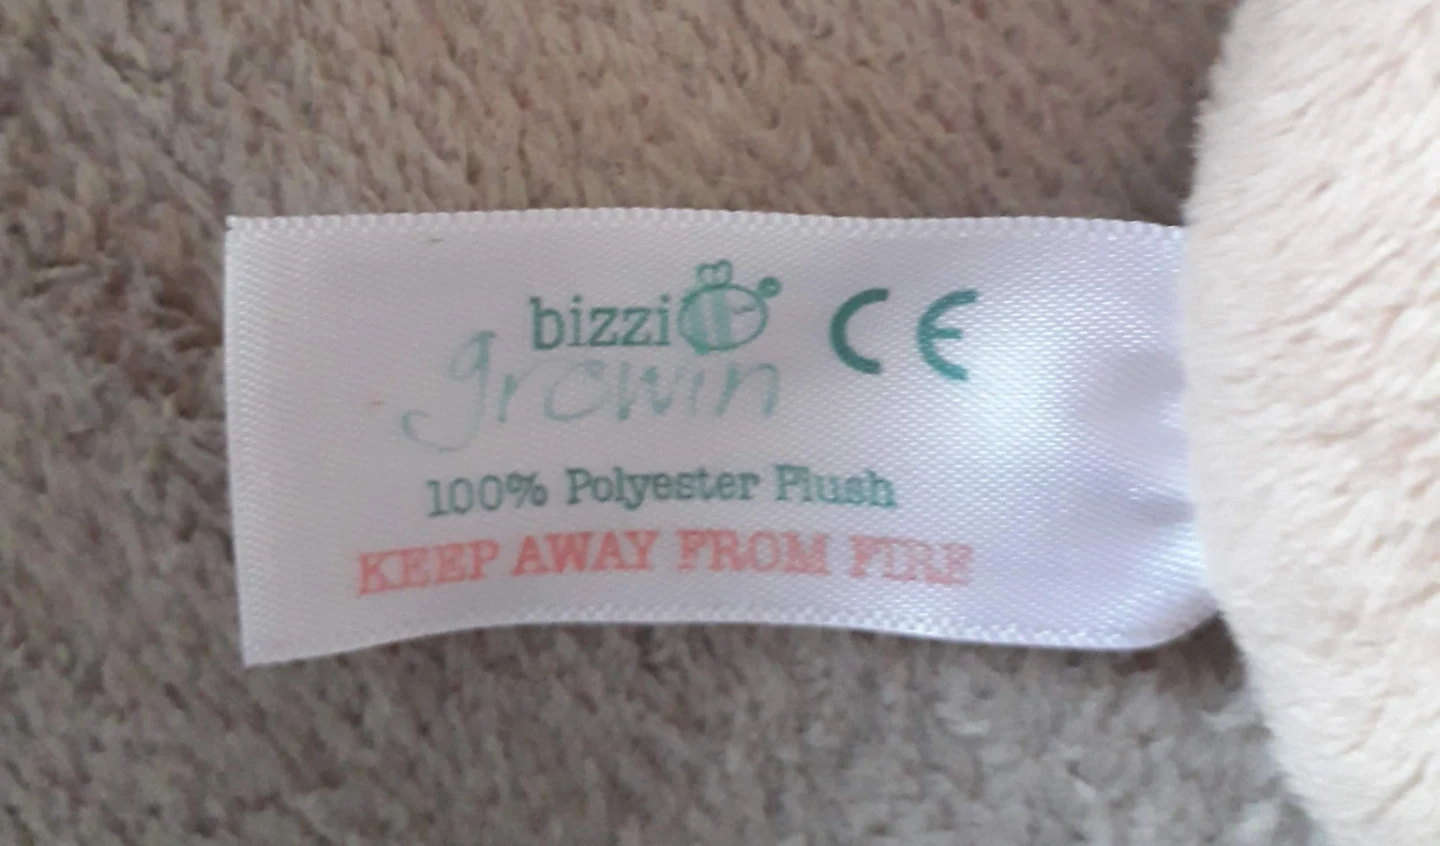 bizzi CE
growin
100% Polyester Plush
KEEP AWAY FROM FIRE